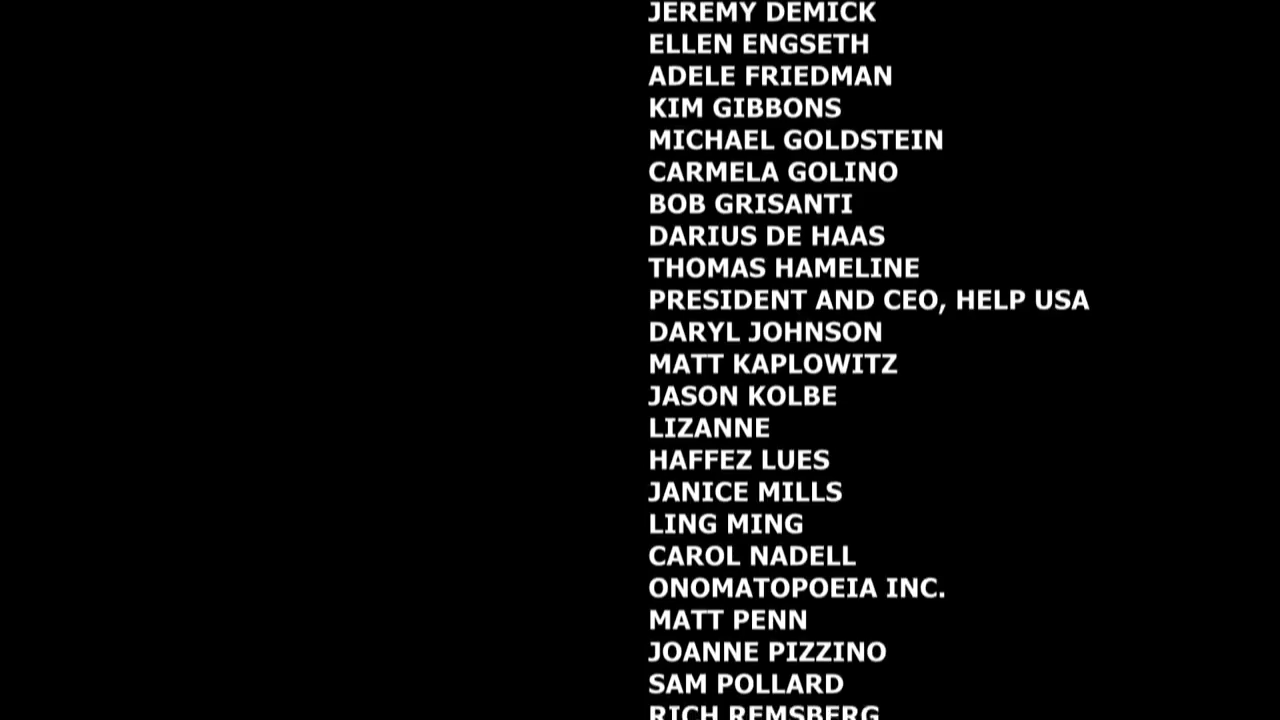 JEREMY DEMICK
ELLEN ENGSETH
ADELE FRIEDMAN
KIM GIBBONS
MICHAEL GOLDSTEIN
CARMELA GOLINO
BOB GRISANTI
DARIUS DE HAAS
THOMAS HAMELINE
PRESIDENT AND CEO, HELP USA
DARYL JOHNSON
MATT KAPLOWITZ
JASON KOLBE
LIZANNE
HAFFEZ LUES
JANICE MILLS
LING MING
CAROL NADELL
ONOMATOPOEIA INC.
MATT PENN
JOANNE PIZZINO
SAM POLLARD
RICH REMSBERG